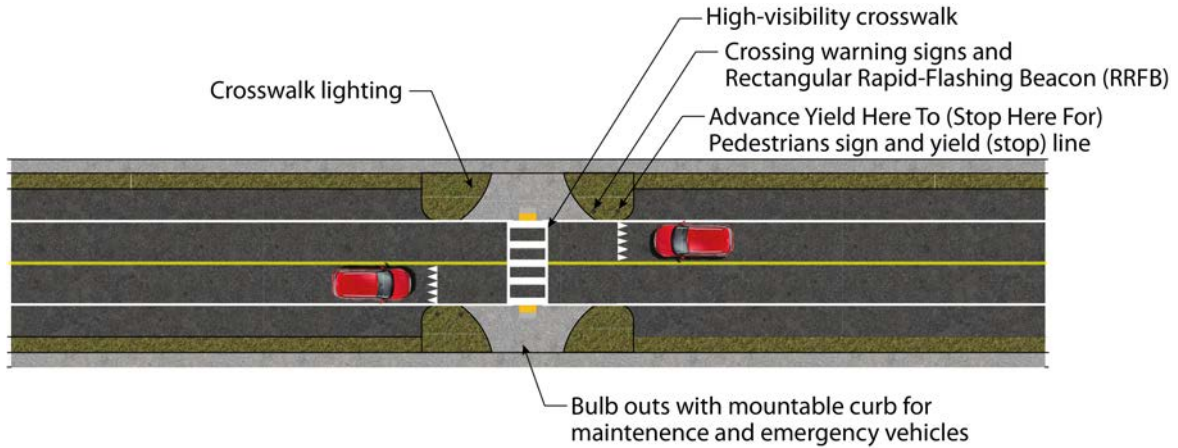 High-visibility crosswalk
Crossing warning signs and
Rectangular Rapid-Flashing Beacon (RRFB)
Crosswalk lighting
Advance Yield Here To (Stop Here For)
Pedestrians sign and yield (stop) line
Bulb outs with mountable curb for
maintenence and emergency vehicles